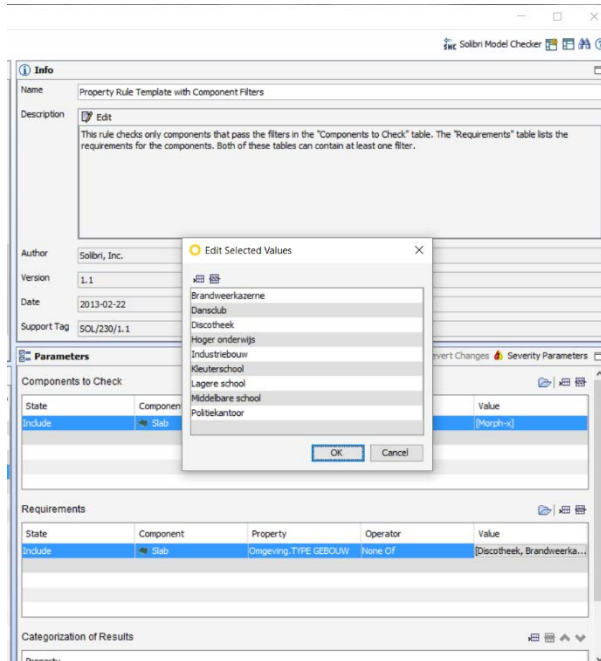 SMC Solibri Model Checker
Info
Name Property Rule Template with Component Filters
Description Edit
This rule checks only components that pass the filters in the "Components to Check" table. The "Requirements" table lists the
requirements for the components. Both of these tables can contain at least one filter.
Author Solibri, Inc.
Version 1.1
Date 2013-02-22
Support Tag SOL/230/1.1
Edit Selected Values
Brandweerkazerne
Dansclub
Discotheek
Hoger onderwijs
Industriebouw
Kleuterschool
Lagere school
Middelbare school
Politiekantoor
OK Cancel
Parameters evert Changes Severity Parameters
Components to Check
State Componen Value
Include Slab [Morph-x]
Requirements
State Component Property Operator Value
Include Slab Omgeving.TYPE GEBOUW None Of [Discotheek, Brandweerka...
Categorization of Results
Property